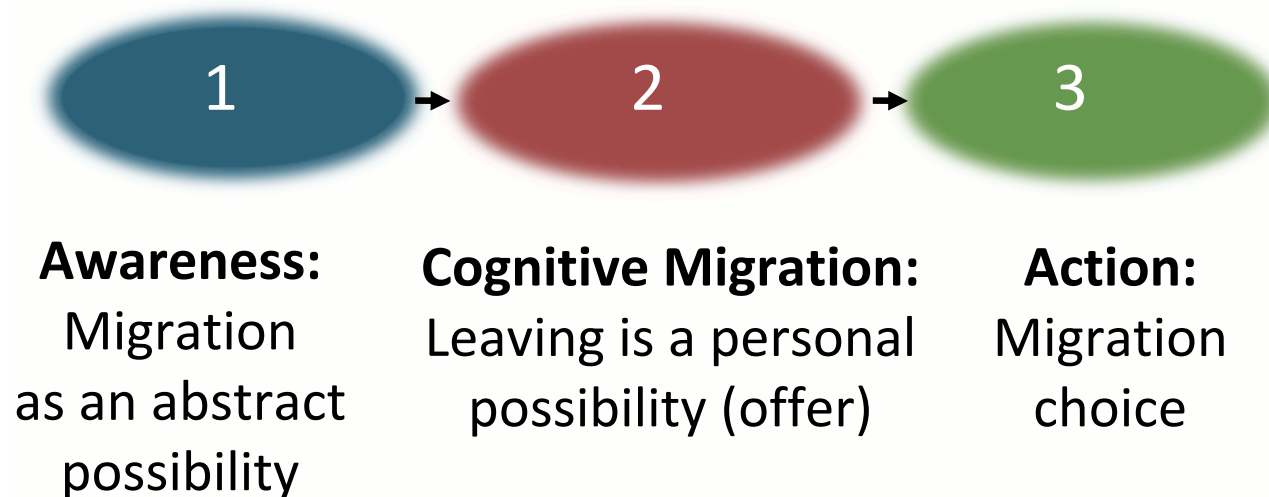 1
2
3
Awareness:
Migration
as an abstract
possibility
Cognitive Migration:
Leaving is a personal
possibility (offer)
Action:
Migration
choice